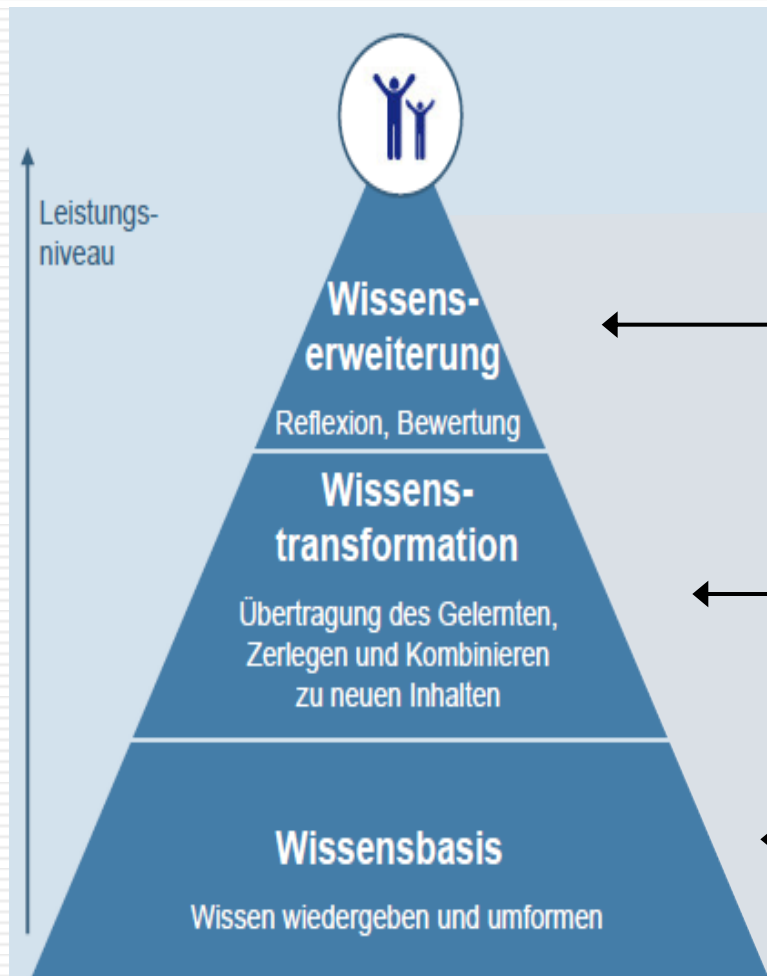 Leistungs-
niveau
Wissens-
erweiterung
Reflexion, Bewertung
Wissens-
transformation
Übertragung des Gelernten,
Zerlegen und Kombinieren
zu neuen Inhalten
Wissensbasis
Wissen wiedergeben und umformen